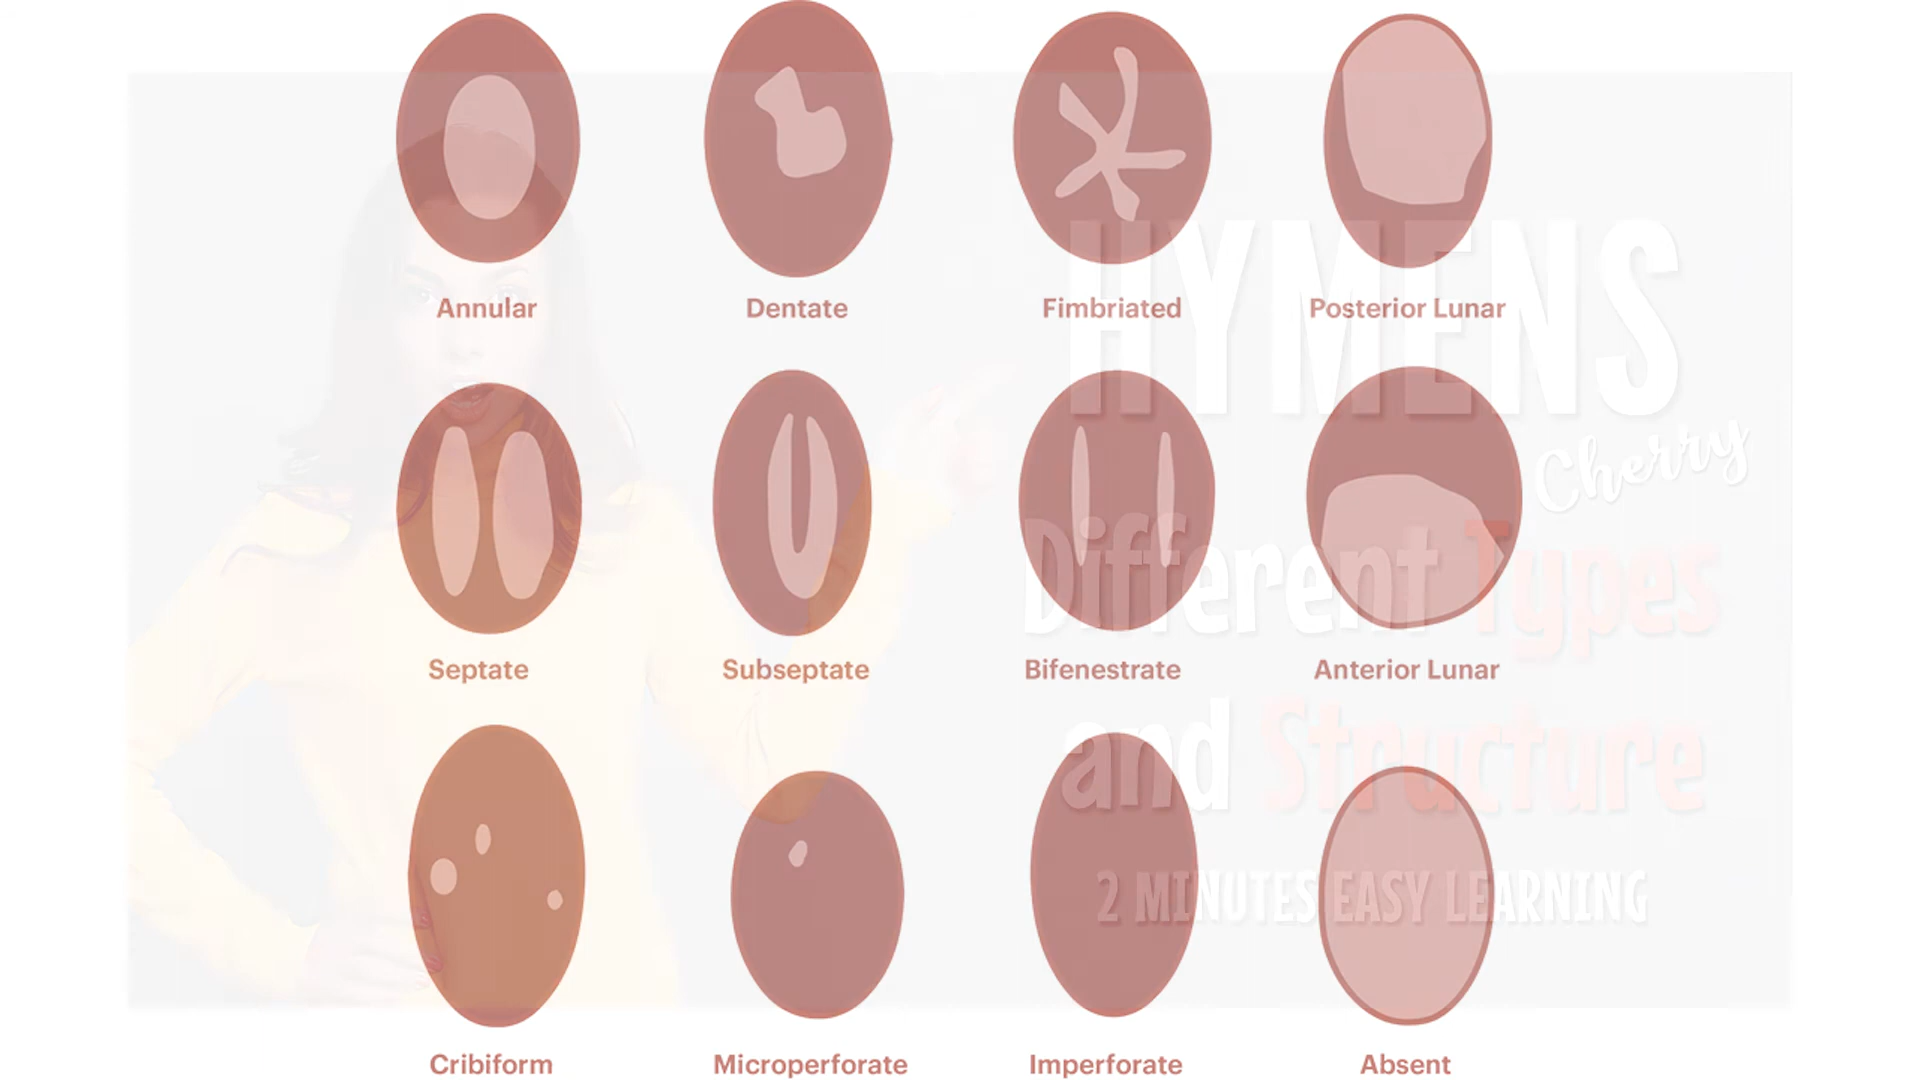 Annular
Dentate
Fimbriated
Posterior Lunar
HYMENS
Cherry
Septate
Subseptate
Bifenestrate
Anterior Lunar
Different Types
and Structure
2 MINUTES EASY LEARNING
Cribiform
Microperforate
Imperforate
Absent